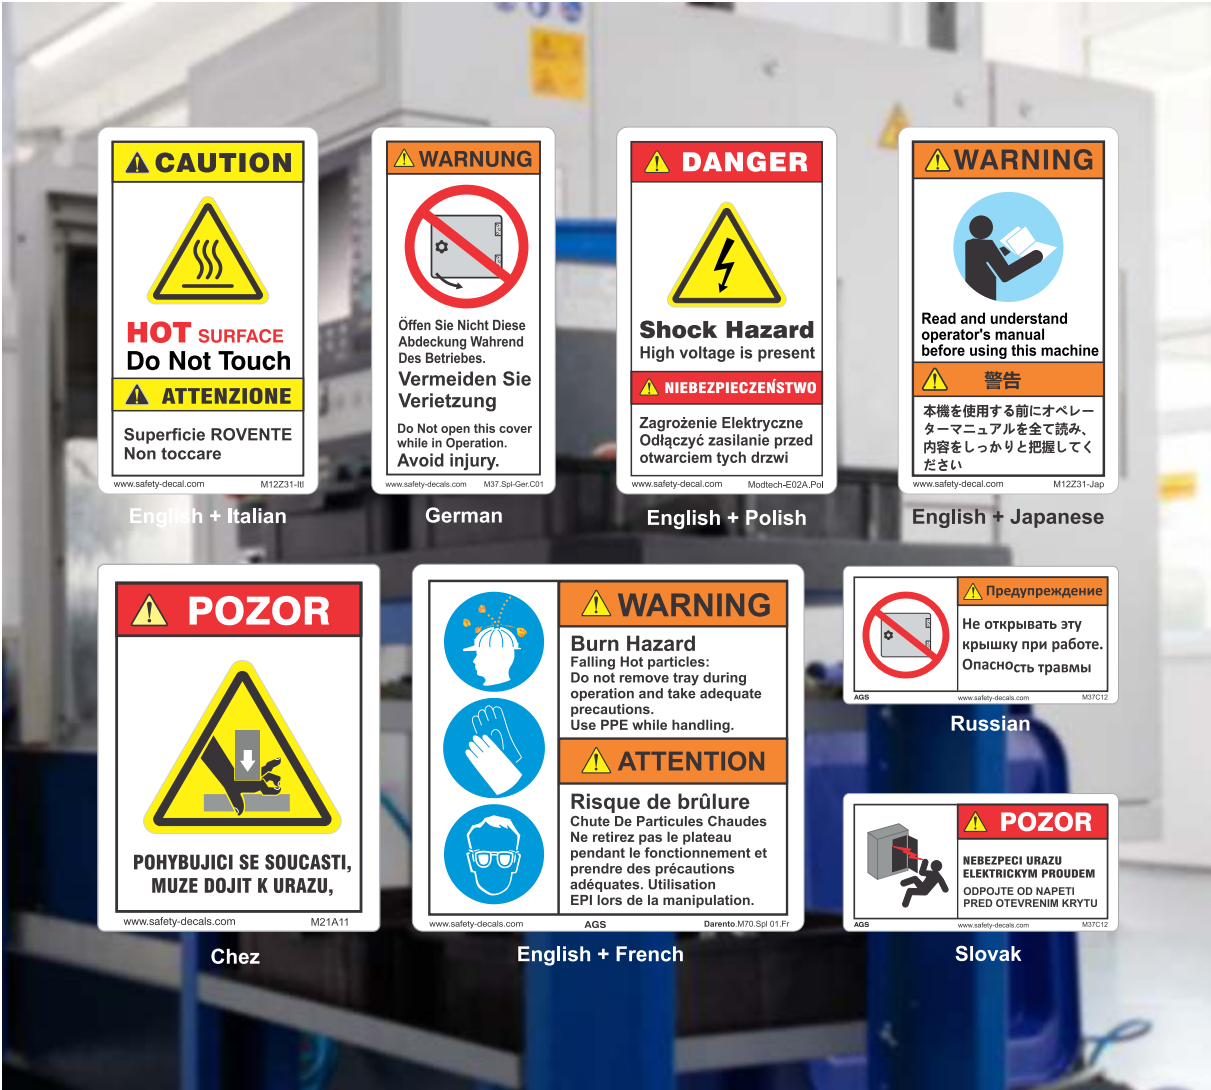 CAUTION
HOT SURFACE
Do Not Touch
ATTENZIONE
Superficie ROVENTE
Non toccare
www.safety-decal.com M12Z31-Itl
English + Italian
WARNUNG
Öffen Sie Nicht Diese
Abdeckung Wahrend
Des Betriebes.
Vermeiden Sie
Verietzung
Do Not open this cover
while in Operation.
Avoid injury.
www.safety-decals.com M37.Spl-Ger.C01
German
DANGER
Shock Hazard
High voltage is present
NIEBEZPIECZEŃSTWO
Zagrożenie Elektryczne
Odłączyć zasilanie przed
otwarciem tych drzwi
www.safety-decal.com Modtech-E02A.Pol
English + Polish
WARNING
Read and understand
operator's manual
before using this machine
警告
本機を使用する前にオペレー
ターマニュアルを全て読み、
内容をしっかりと把握してく
ださい
www.safety-decal.com M12Z31-Jap
English + Japanese
POZOR
POHYBUJICI SE SOUCASTI,
MUZE DOJIT K URAZU,
www.safety-decals.com M21A11
Chez
WARNING
Burn Hazard
Falling Hot particles:
Do not remove tray during
operation and take adequate
precautions.
Use PPE while handling.
ATTENTION
Risque de brûlure
Chute De Particules Chaudes
Ne retirez pas le plateau
pendant le fonctionnement et
prendre des précautions
adéquates. Utilisation
EPI lors de la manipulation.
www.safety-decals.com AGS Darento.M70.Spl 01.Fr
English + French
Предупреждение
Не открывать эту
крышку при работе.
Опасность травмы
AGS www.safety-decals.com M37C12
Russian
POZOR
NEBEZPECI URAZU
ELEKTRICKYM PROUDEM
ODPOJTE OD NAPETI
PRED OTEVRENIM KRYTU
AGS www.safety-decals.com M37C12
Slovak